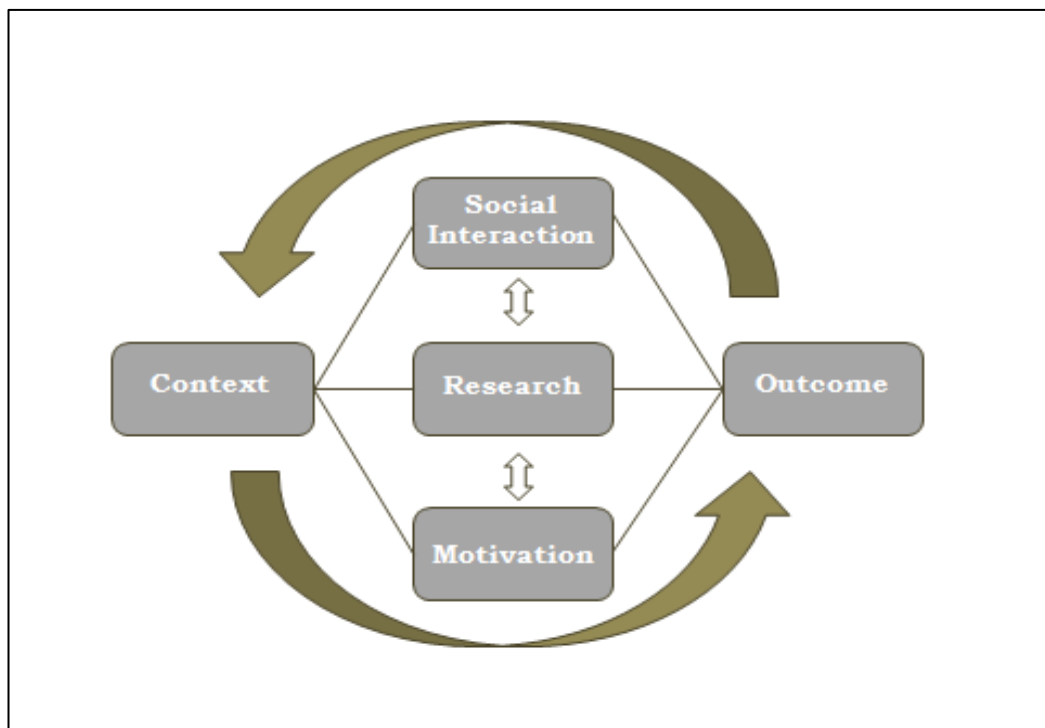 Social
Interaction
Context
Research
Outcome
Motivation